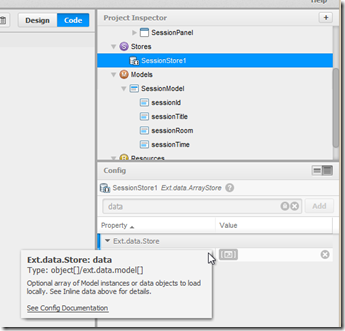 Help
Design Code
Project Inspector
SessionPanel
Stores
SessionStore1
Models
SessionModel
sessionId
sessionTitle
sessionRoom
sessionTime
Resources
Config
SessionStore1 Ext.data.ArrayStore
data Add
Property Value
Ext.data.Store
Ext.data.Store: data
Type: object[]/ext.data.model[]
Optional array of Model instances or data objects to load
locally. See Inline data above for details.
See Config Documentation